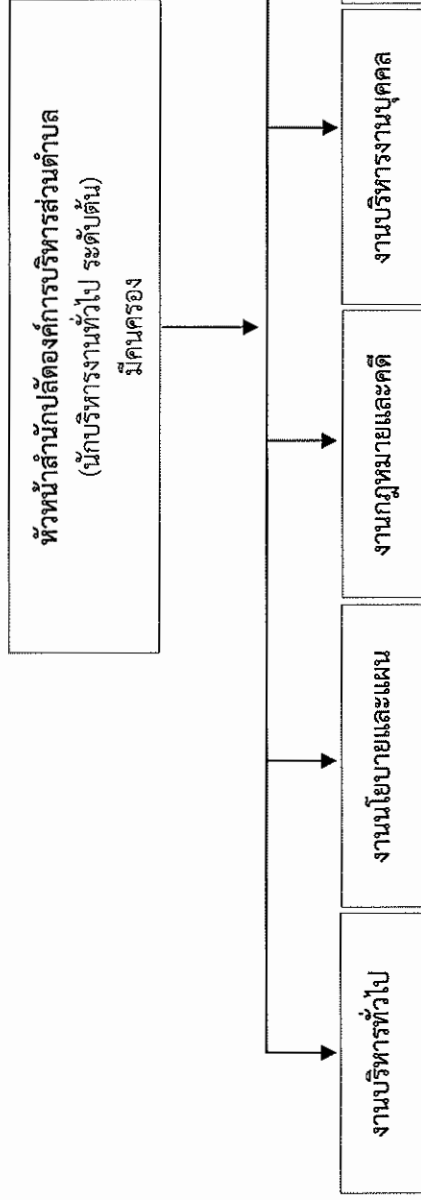 หัวหน้าสำนักปลัดองค์การบริหารส่วนตำบล
(นักบริหารงานทั่วไป ระดับต้น)
มีคนครอง
งานบริหารทั่วไป
งานนโยบายและแผน
งานกฎหมายและคดี
งานบริหารงานบุคคล